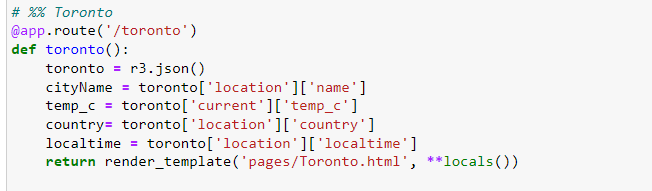 # %% Toronto
@app.route('/toronto')
def toronto():
    toronto = r3.json()
    cityName = toronto['location']['name']
    temp_c = toronto['current']['temp_c']
    country= toronto['location']['country']
    localtime = toronto['location']['localtime']
    return render_template('pages/Toronto.html', **locals())